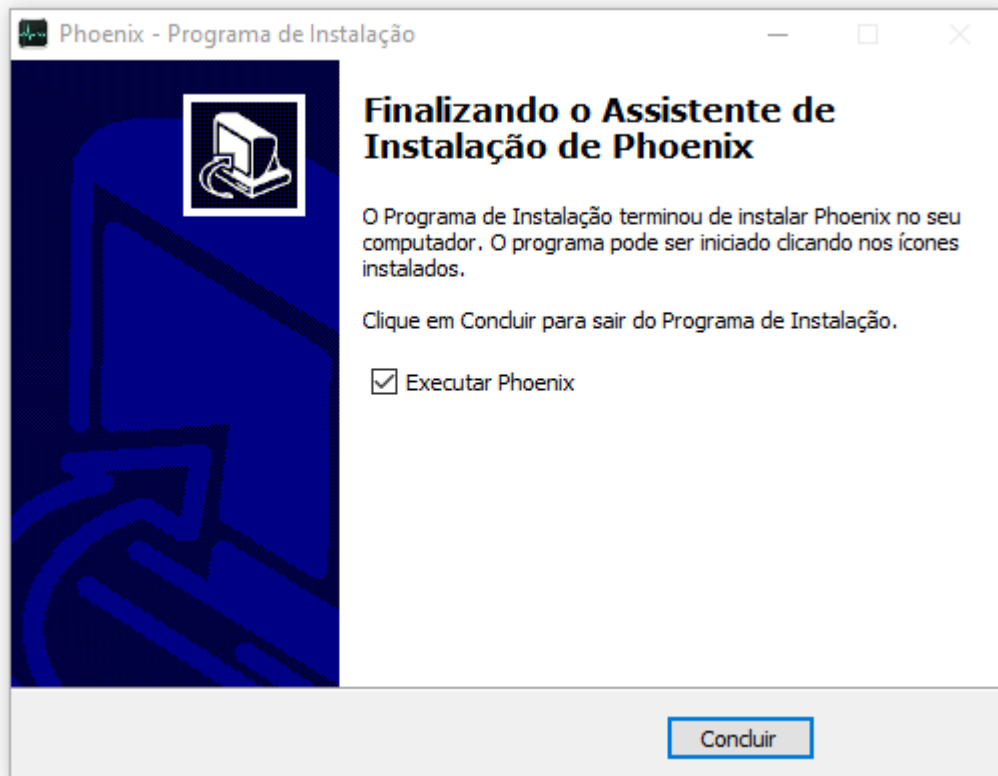 Phoenix - Programa de Instalação
Finalizando o Assistente de
Instalação de Phoenix
O Programa de Instalação terminou de instalar Phoenix no seu
computador. O programa pode ser iniciado clicando nos ícones
instalados.
Clique em Concluir para sair do Programa de Instalação.
Executar Phoenix
Concluir